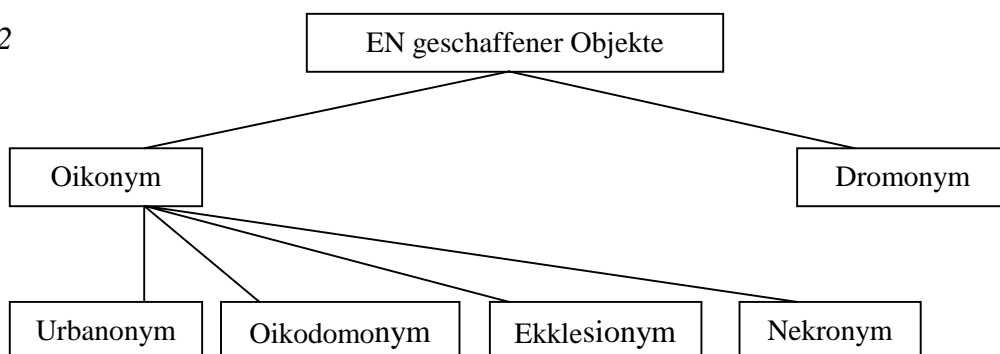 2
EN geschaffener Objekte
Oikonym
Dromonym
Urbanonym
Oikodomonym
Ekklesionym
Nekronym